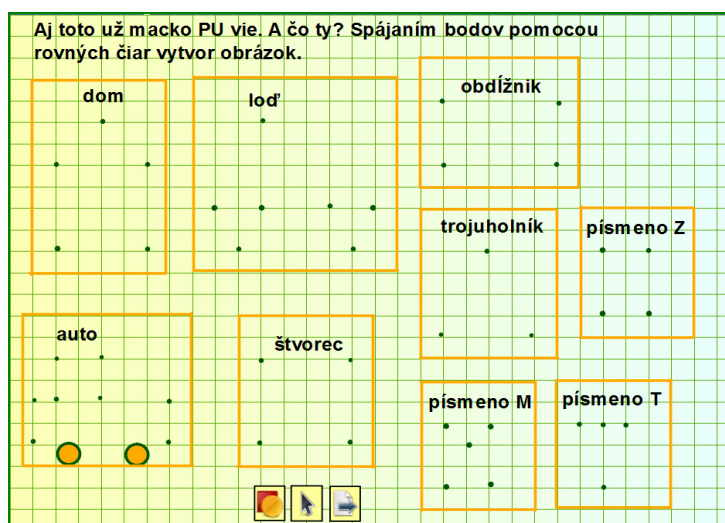 Aj toto už macko PU vie. A čo ty? Spájaním bodov pomocou
rovných čiar vytvor obrázok.
dom
loď
obdĺžnik
trojuholník
písmeno Z
auto
štvorec
písmeno M
písmeno T